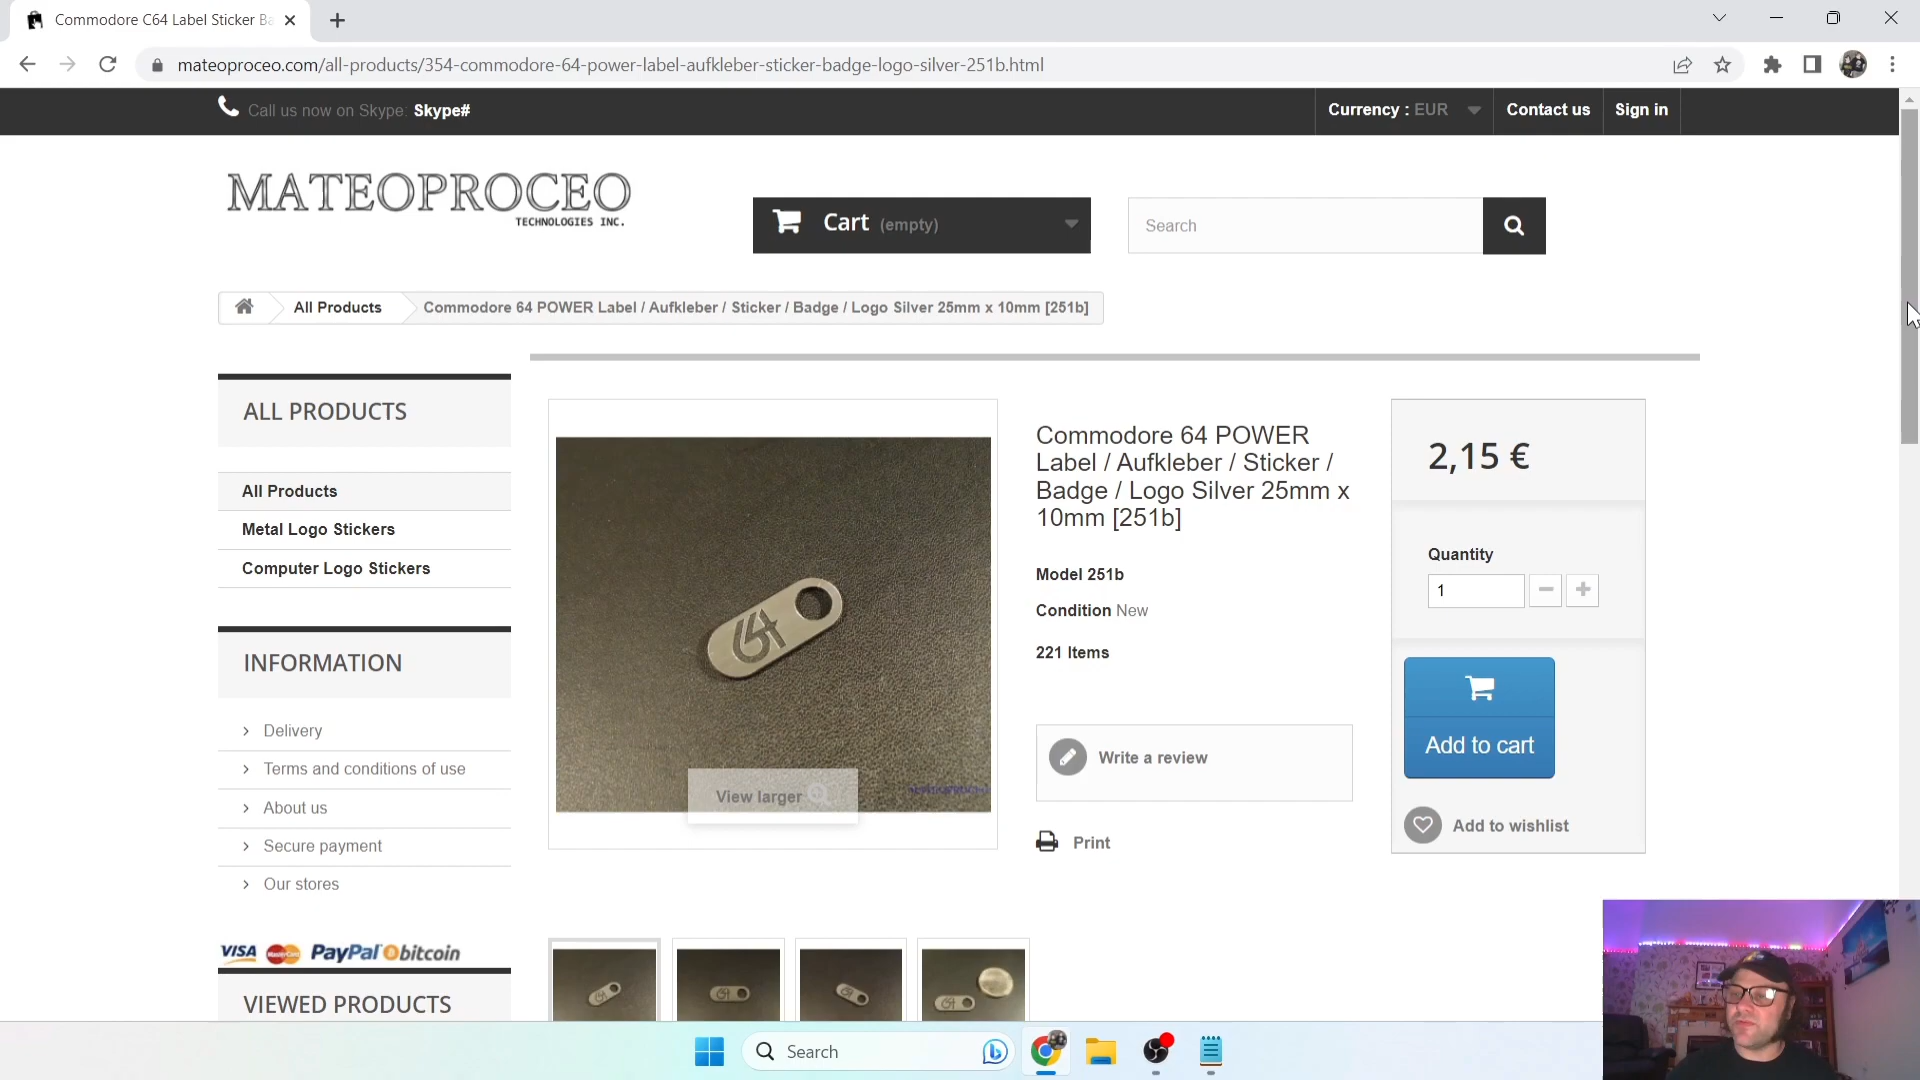 Commodore C64 Label Sticker Ba
mateoproceo.com/all-products/354-commodore-64-power-label-aufkleber-sticker-badge-logo-silver-251b.html
Call us now on Skype: Skype#
Currency : EUR
Contact us
Sign in
MATEOPROCEO
TECHNOLOGIES INC.
Cart (empty)
Search
All Products
Commodore 64 POWER Label / Aufkleber / Sticker / Badge / Logo Silver 25mm x 10mm [251b]
ALL PRODUCTS
All Products
Metal Logo Stickers
Computer Logo Stickers
INFORMATION
Delivery
Terms and conditions of use
About us
Secure payment
Our stores
VISA MasterCard PayPal bitcoin
VIEWED PRODUCTS
64
View larger
Commodore 64 POWER
Label / Aufkleber / Sticker /
Badge / Logo Silver 25mm x
10mm [251b]
Model 251b
Condition New
221 Items
Write a review
Print
2,15 €
Quantity
1
Add to cart
Add to wishlist
Search